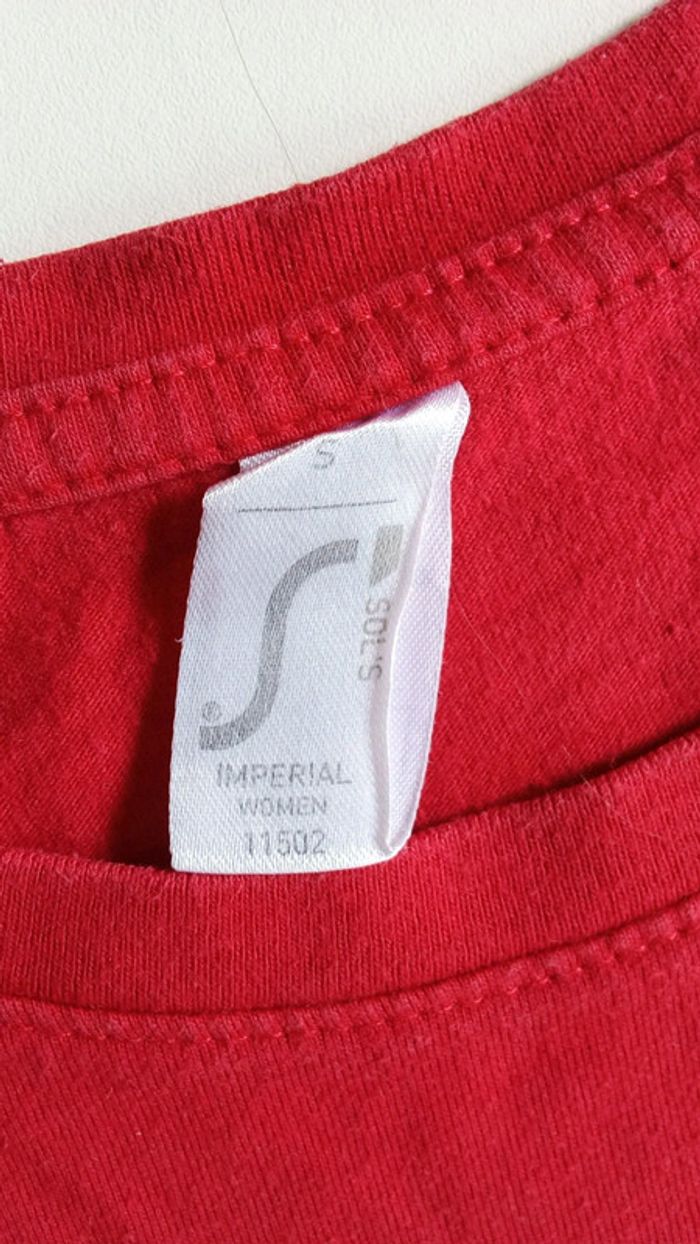 S
SOL'S
®
IMPERIAL
WOMEN
11502